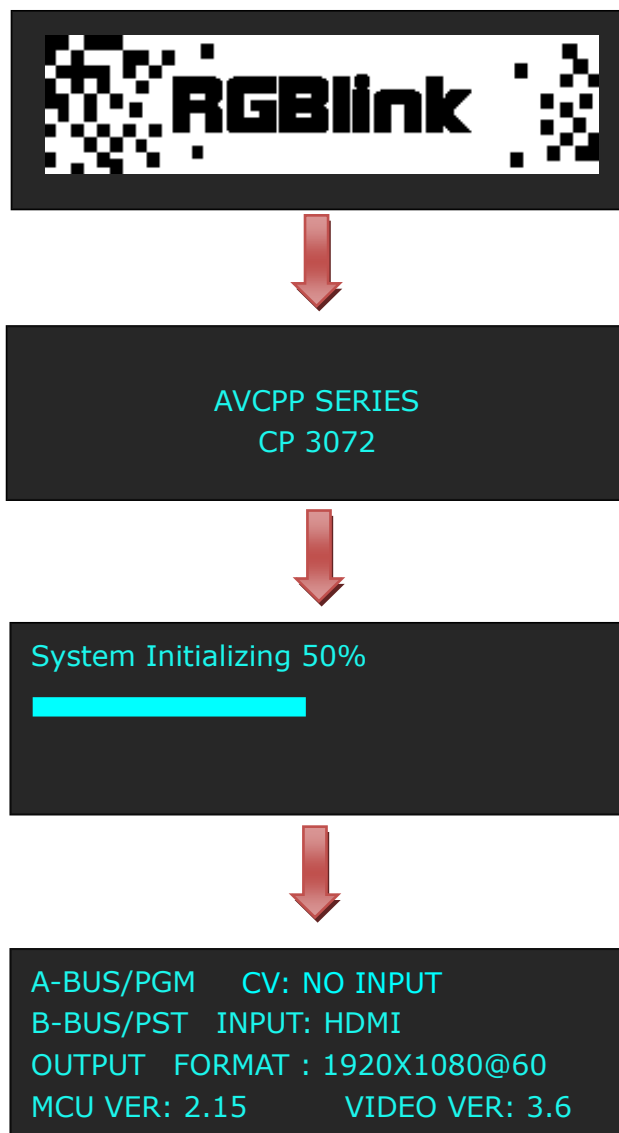 RGBlink
AVCPP SERIES
CP 3072
System Initializing 50%
A-BUS/PGM CV: NO INPUT
B-BUS/PST INPUT: HDMI
OUTPUT FORMAT : 1920X1080@60
MCU VER: 2.15 VIDEO VER: 3.6